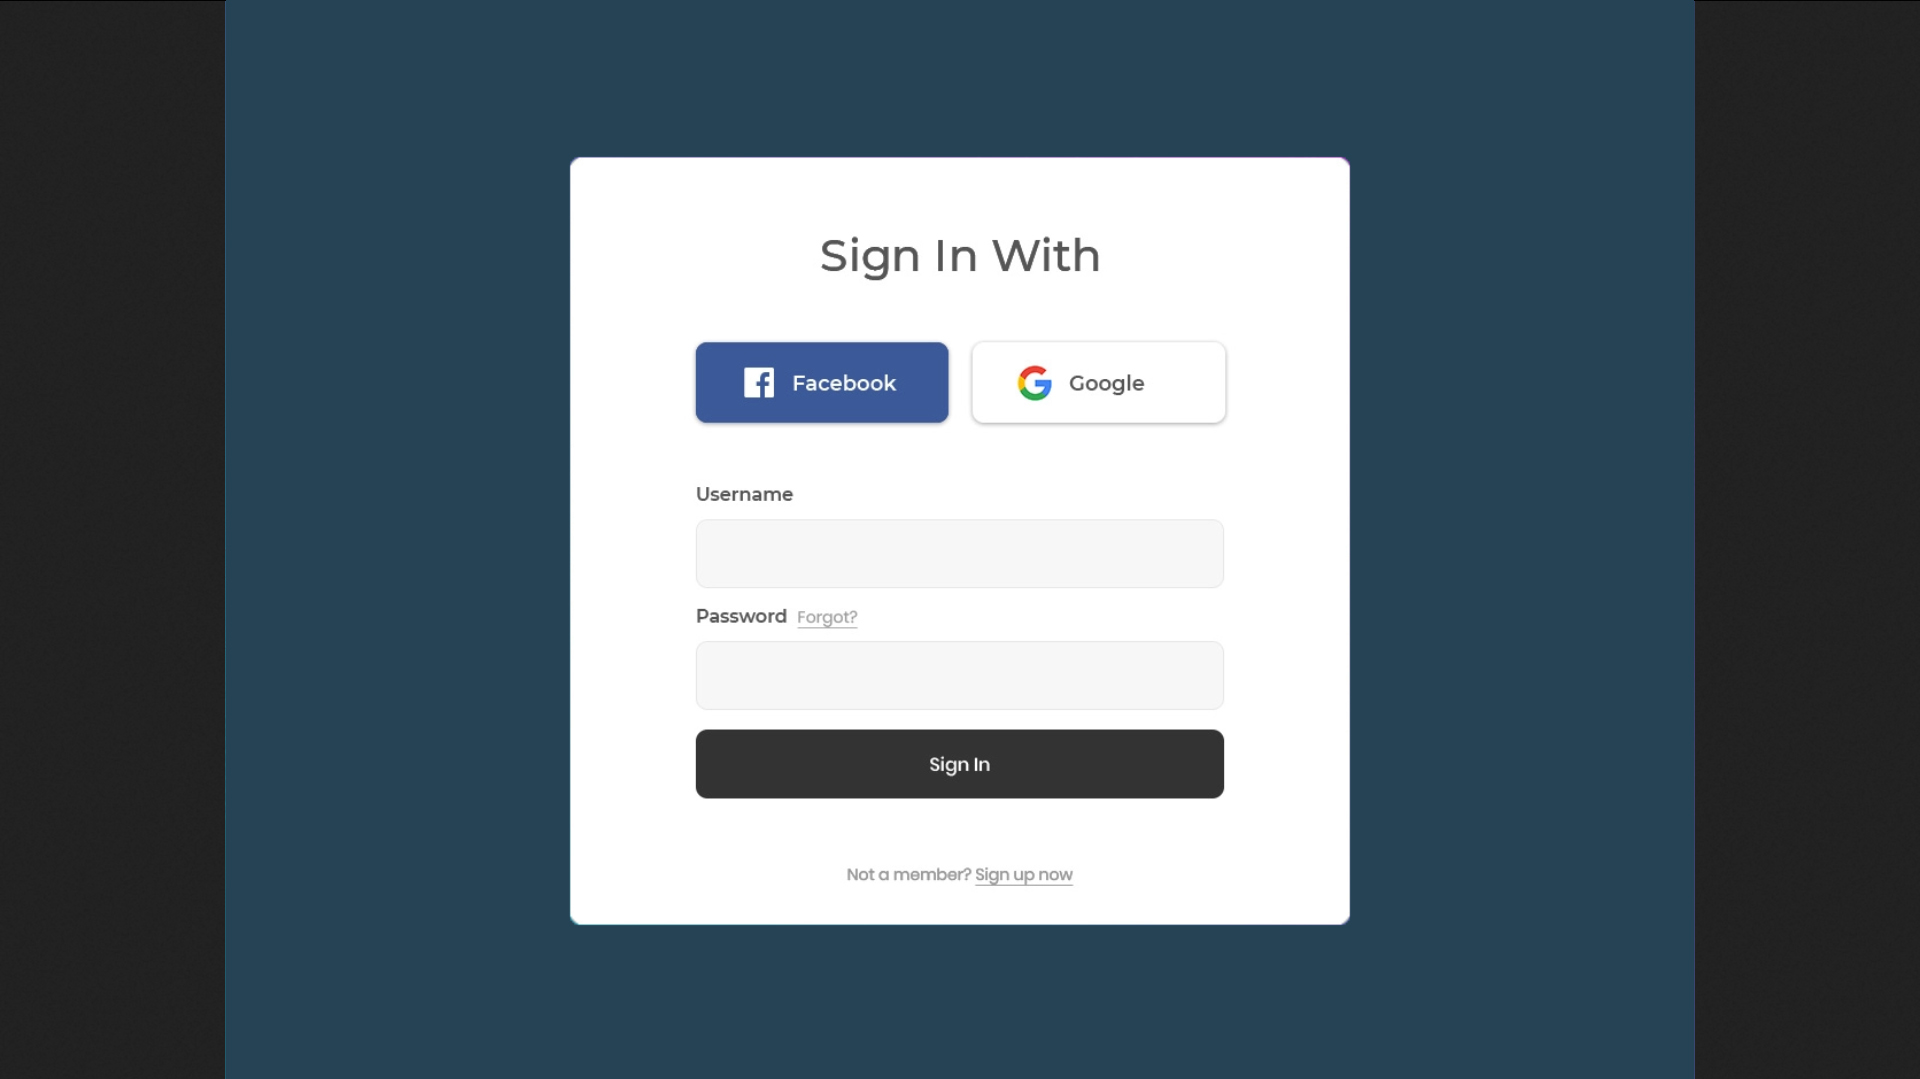 Sign In With
Facebook
Google
Username
Password Forgot?
Sign In
Not a member? Sign up now